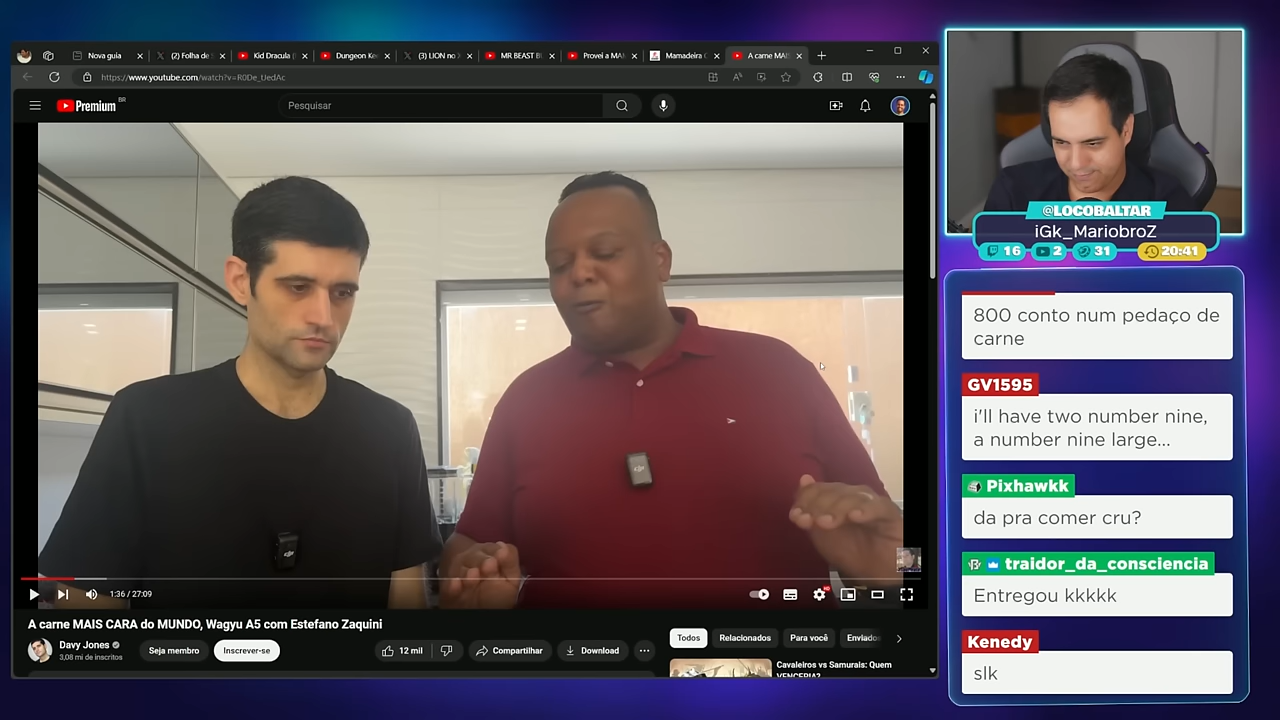 Nova guia
(2) Folha de
Kid Dracula (
Dungeon Ke
(3) LION no
MR BEAST B
Provei a MA
Mamadeira
A carne MAI
https://www.youtube.com/watch?v=R0De_UedAc
Premium BR
Pesquisar
1:36 / 27:09
A carne MAIS CARA do MUNDO, Wagyu A5 com Estefano Zaquini
Davy Jones
3,08 mi de inscritos
Seja membro
Inscrever-se
12 mil
Compartilhar
Download
Todos
Relacionados
Para você
Enviados
Cavaleiros vs Samurais: Quem
VENCERIA?
@LOCOBALTAR
iGk_MariobroZ
16
2
31
20:41
800 conto num pedaço de
carne
GV1595
i'll have two number nine,
a number nine large...
Pixhawkk
da pra comer cru?
traidor_da_consciencia
Entregou kkkkk
Kenedy
slk